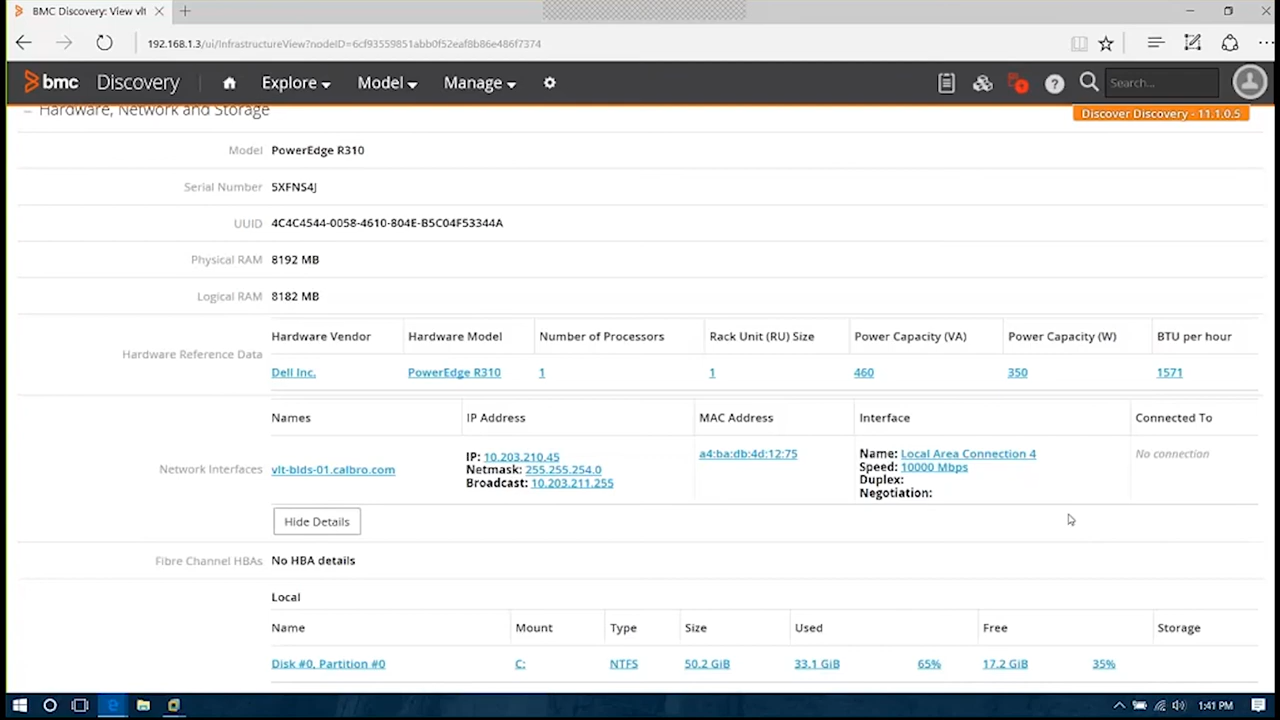 BMC Discovery: View vlt
192.168.1.3/ui/InfrastructureView?nodeID=6cf93559851abb0f52eaf8b86e486f7374
bmc Discovery Explore Model Manage ? Search...
Hardware, Network and Storage
Discover Discovery - 11.1.0.5
Model PowerEdge R310
Serial Number 5XFNS4J
UUID 4C4C4544-0058-4610-804E-B5C04F53344A
Physical RAM 8192 MB
Logical RAM 8182 MB
Hardware Vendor Hardware Model Number of Processors Rack Unit (RU) Size Power Capacity (VA) Power Capacity (W) BTU per hour
Hardware Reference Data
Dell Inc. PowerEdge R310 1 1 460 350 1571
Names IP Address MAC Address Interface Connected To
Network Interfaces vlt-blds-01.calbro.com
IP: 10.203.210.45
Netmask: 255.255.254.0
Broadcast: 10.203.211.255
a4:ba:db:4d:12:75
Name: Local Area Connection 4
Speed: 10000 Mbps
Duplex:
Negotiation:
No connection
Hide Details
Fibre Channel HBAs No HBA details
Local
Name Mount Type Size Used Free Storage
Disk #0, Partition #0 C: NTFS 50.2 GiB 33.1 GiB 65% 17.2 GiB 35%
1:41 PM